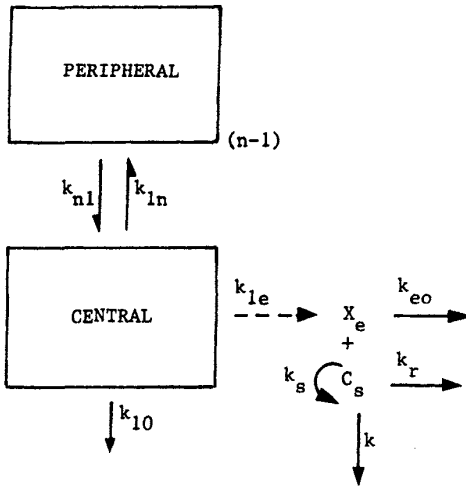 PERIPHERAL
(n-1)
k_n1 k_1n
CENTRAL
k_1e
X_e
k_eo
+
k_s
C_s
k_r
k_10
k